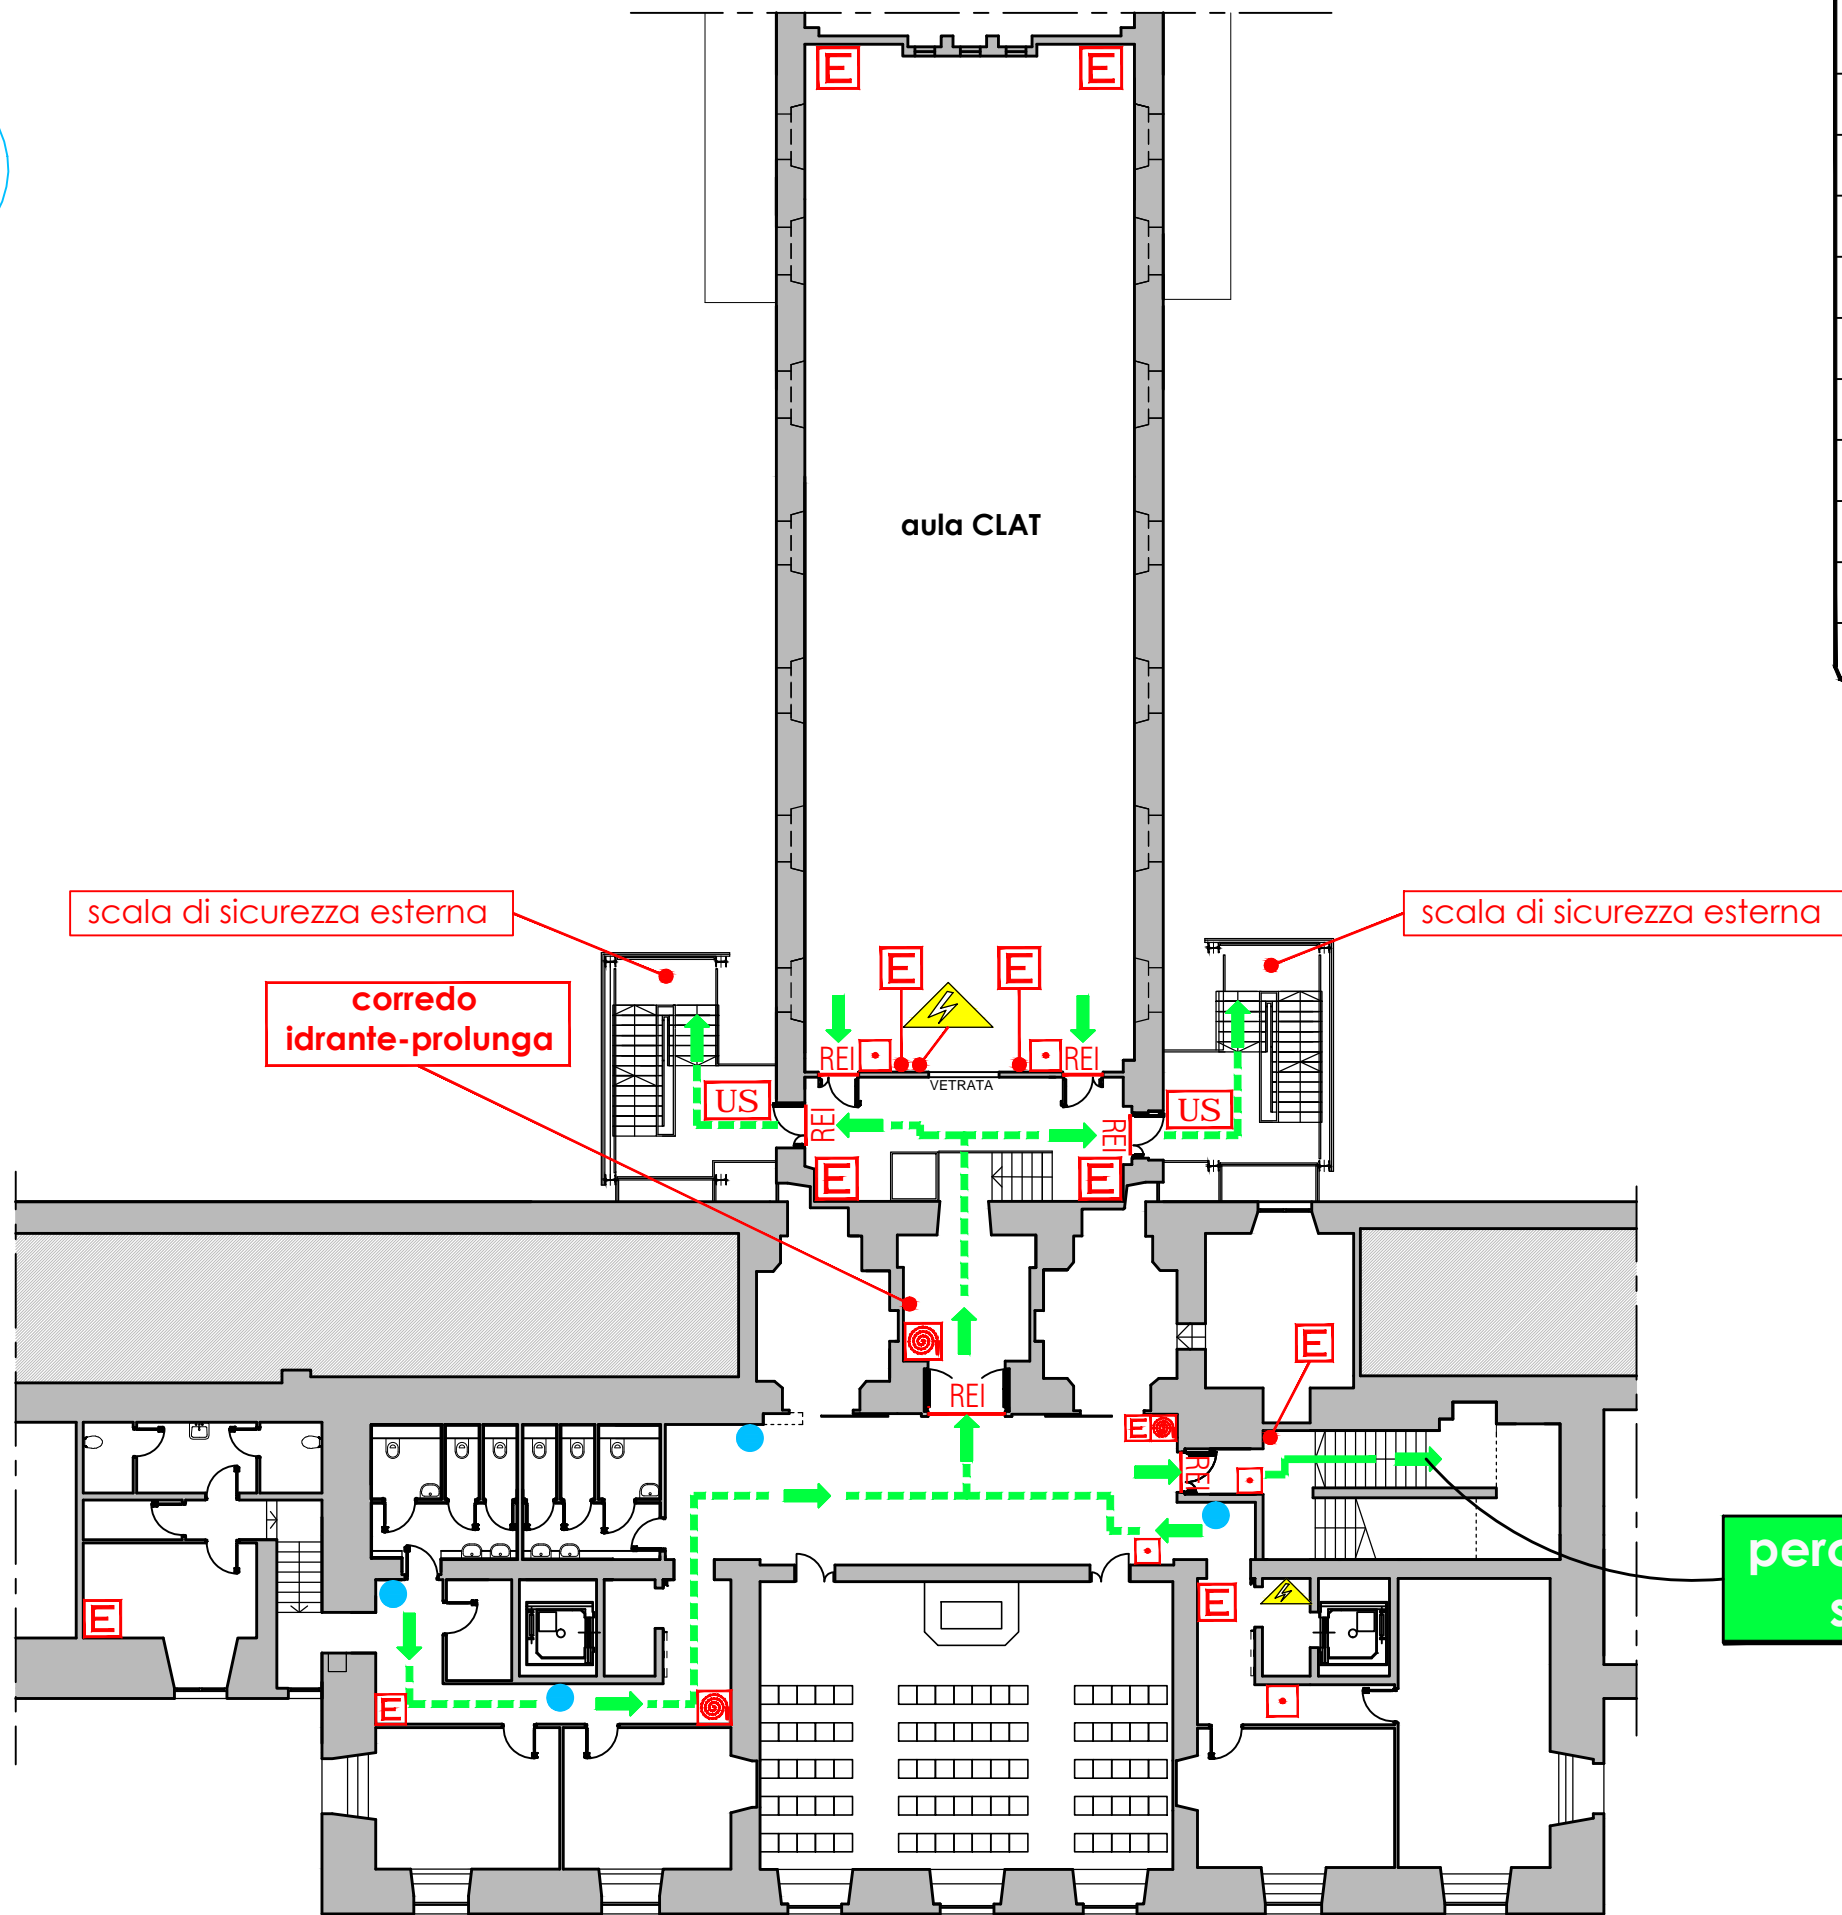 E
E
aula CLAT
scala di sicurezza esterna
scala di sicurezza esterna
E
E
corredo
idrante-prolunga
REI
REI
VETRATA
US
US
REI
REI
E
E
E
REI
E
REI
E
E
E